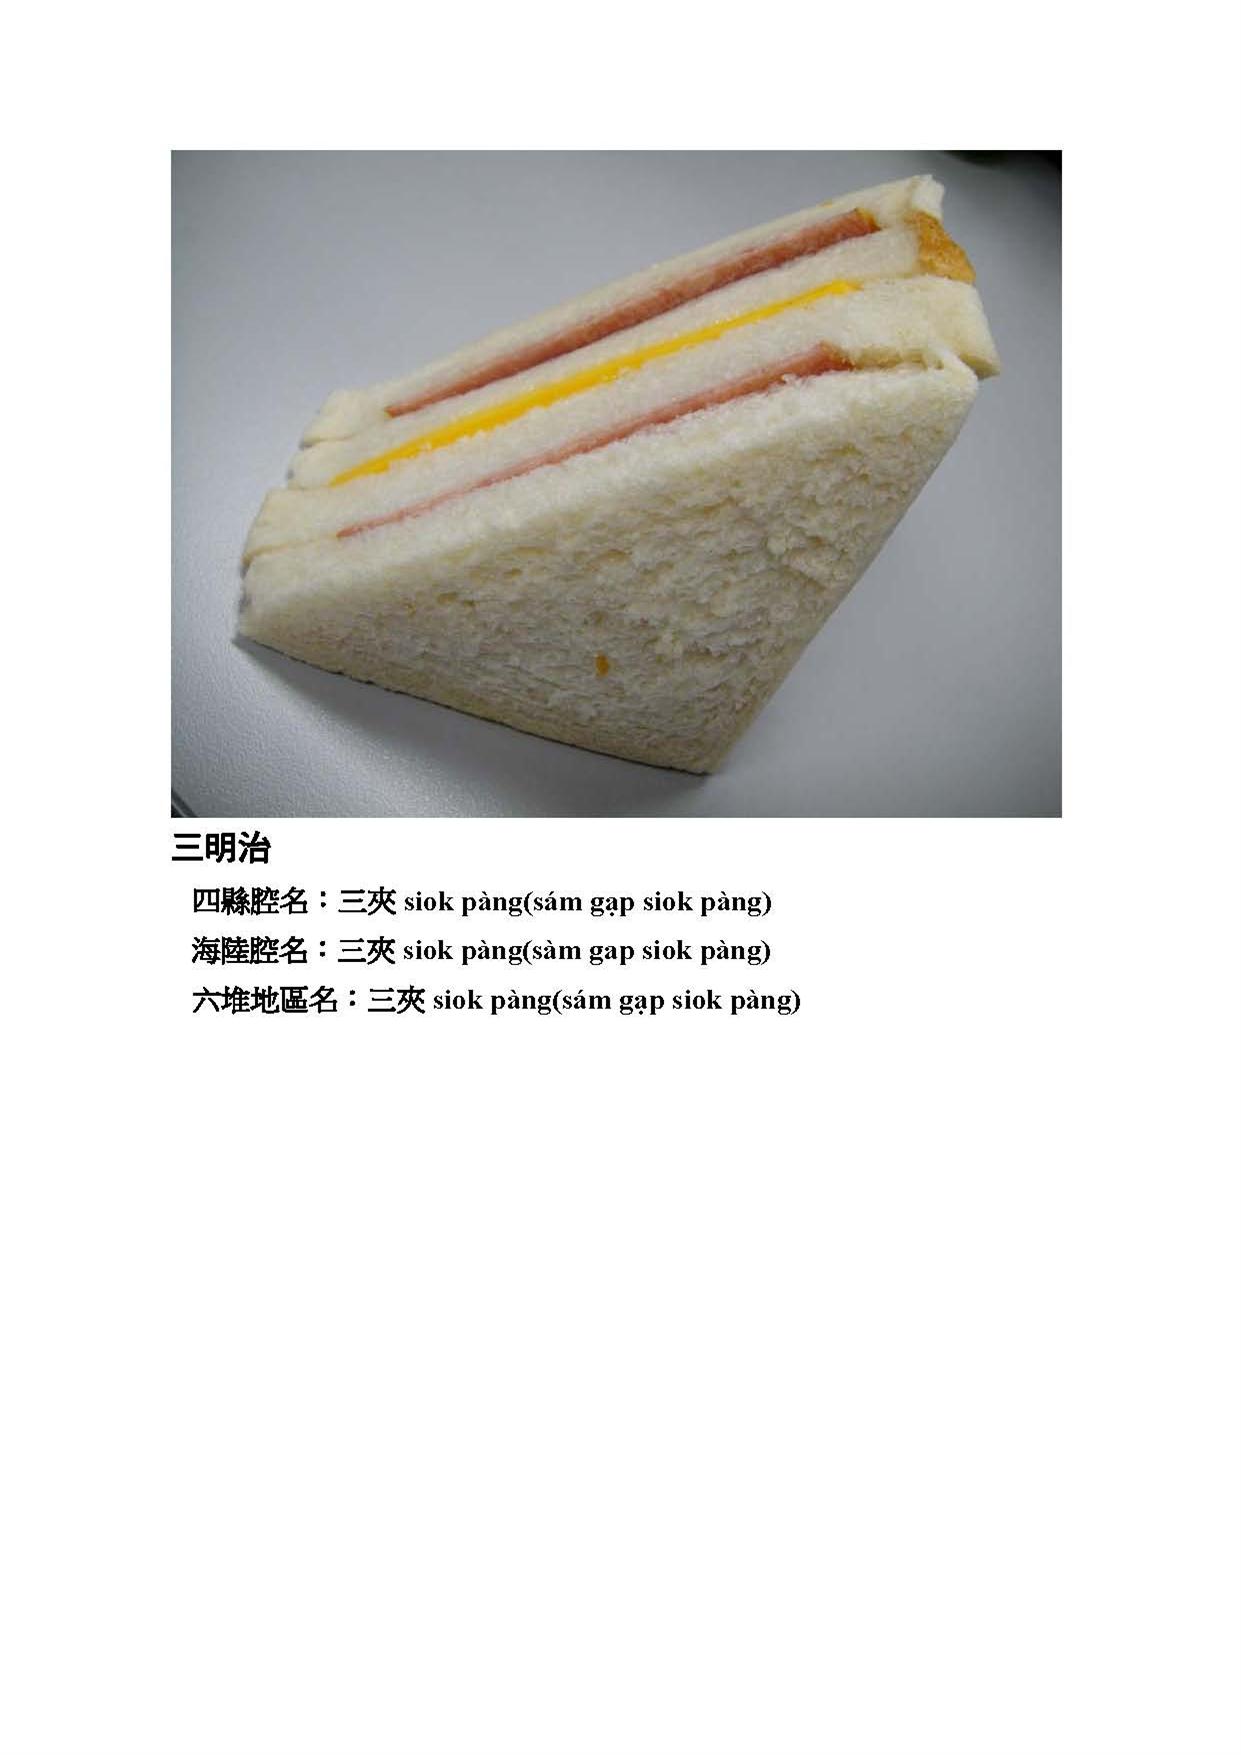 三明治
四縣腔名：三夾 siok pàng(sám gạp siok pàng)
海陸腔名：三夾 siok pàng(sàm gap siok pàng)
六堆地區名：三夾 siok pàng(sám gạp siok pàng)